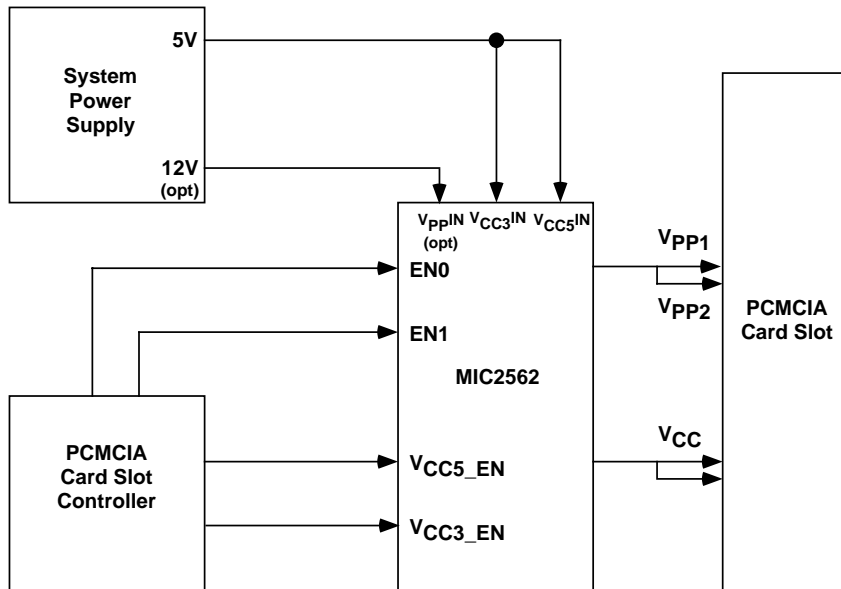 5V
System
Power
Supply
12V
(opt)
VPPIN VCC3IN VCC5IN
(opt)
EN0
EN1
MIC2562
VCC5_EN
VCC3_EN
PCMCIA
Card Slot
Controller
VPP1
VPP2
VCC
PCMCIA
Card Slot